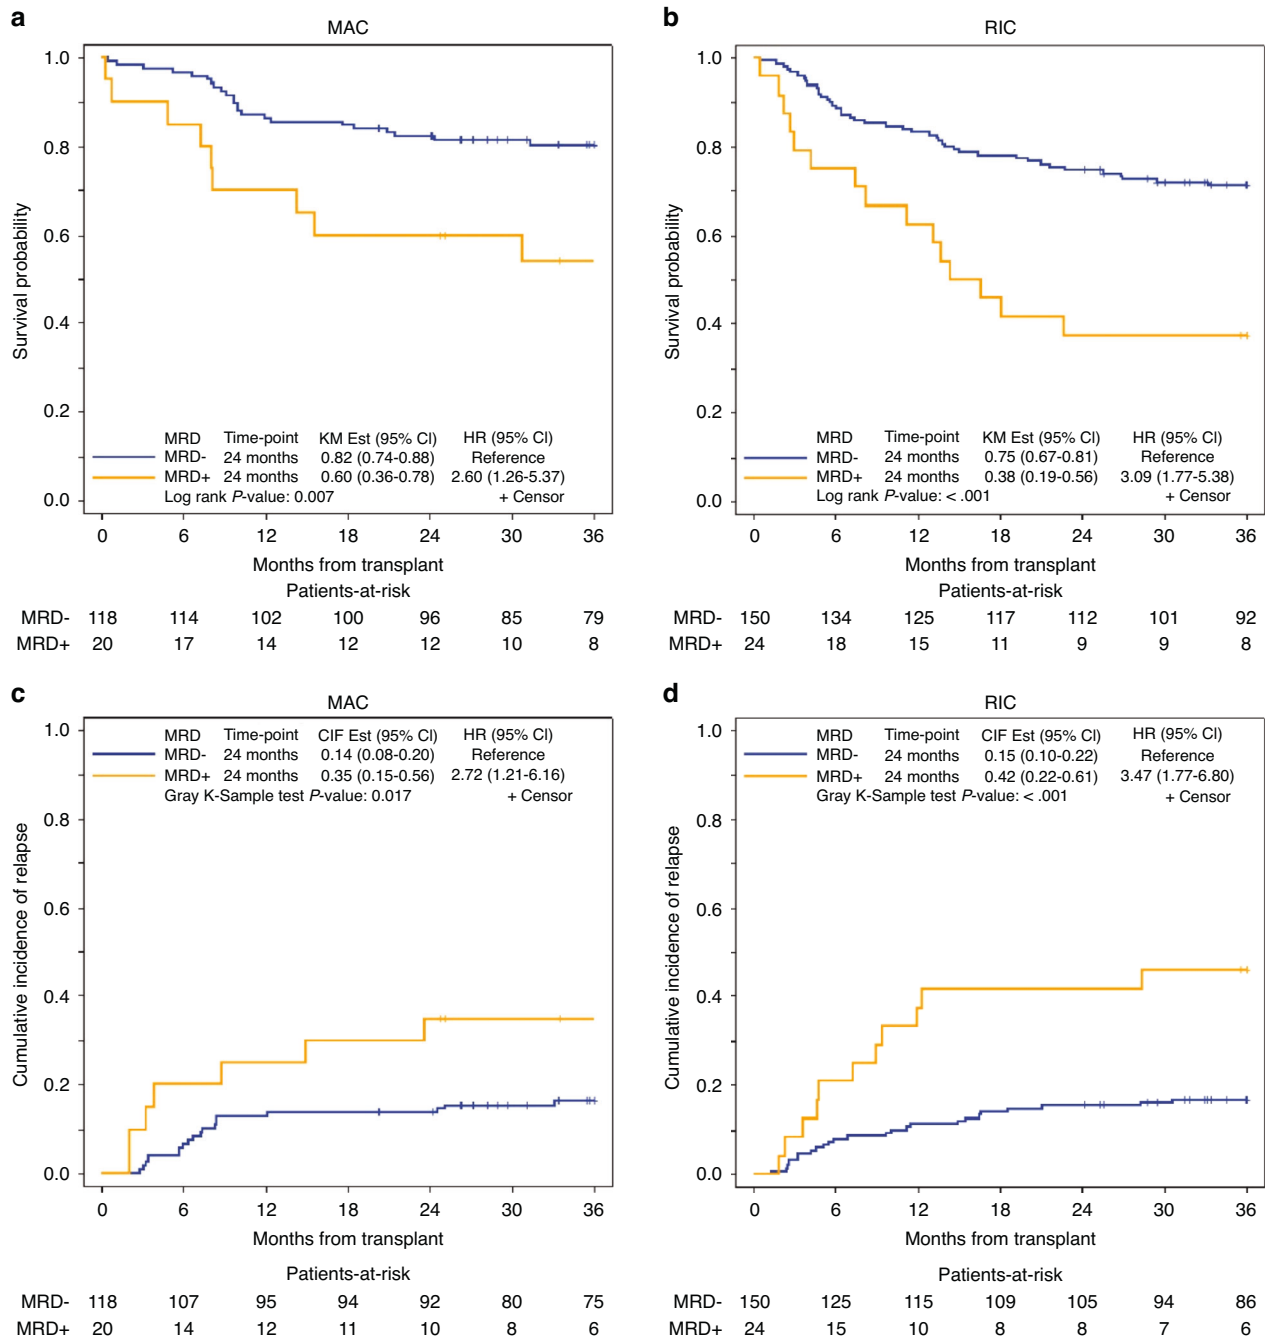 a
MAC
1.0
0.8
0.6
0.4
0.2
0.0
Survival probability
MRD Time-point KM Est (95% CI) HR (95% CI)
MRD- 24 months 0.82 (0.74-0.88) Reference
MRD+ 24 months 0.60 (0.36-0.78) 2.60 (1.26-5.37)
Log rank P-value: 0.007 + Censor
0 6 12 18 24 30 36
Months from transplant
Patients-at-risk
MRD- 118 114 102 100 96 85 79
MRD+ 20 17 14 12 12 10 8
b
RIC
1.0
0.8
0.6
0.4
0.2
0.0
Survival probability
MRD Time-point KM Est (95% CI) HR (95% CI)
MRD- 24 months 0.75 (0.67-0.81) Reference
MRD+ 24 months 0.38 (0.19-0.56) 3.09 (1.77-5.38)
Log rank P-value: < .001 + Censor
0 6 12 18 24 30 36
Months from transplant
Patients-at-risk
MRD- 150 134 125 117 112 101 92
MRD+ 24 18 15 11 9 9 8
c
MAC
1.0
0.8
0.6
0.4
0.2
0.0
Cumulative incidence of relapse
MRD Time-point CIF Est (95% CI) HR (95% CI)
MRD- 24 months 0.14 (0.08-0.20) Reference
MRD+ 24 months 0.35 (0.15-0.56) 2.72 (1.21-6.16)
Gray K-Sample test P-value: 0.017 + Censor
0 6 12 18 24 30 36
Months from transplant
Patients-at-risk
MRD- 118 107 95 94 92 80 75
MRD+ 20 14 12 11 10 8 6
d
RIC
1.0
0.8
0.6
0.4
0.2
0.0
Cumulative incidence of relapse
MRD Time-point CIF Est (95% CI) HR (95% CI)
MRD- 24 months 0.15 (0.10-0.22) Reference
MRD+ 24 months 0.42 (0.22-0.61) 3.47 (1.77-6.80)
Gray K-Sample test P-value: < .001 + Censor
0 6 12 18 24 30 36
Months from transplant
Patients-at-risk
MRD- 150 125 115 109 105 94 86
MRD+ 24 15 10 8 8 7 6